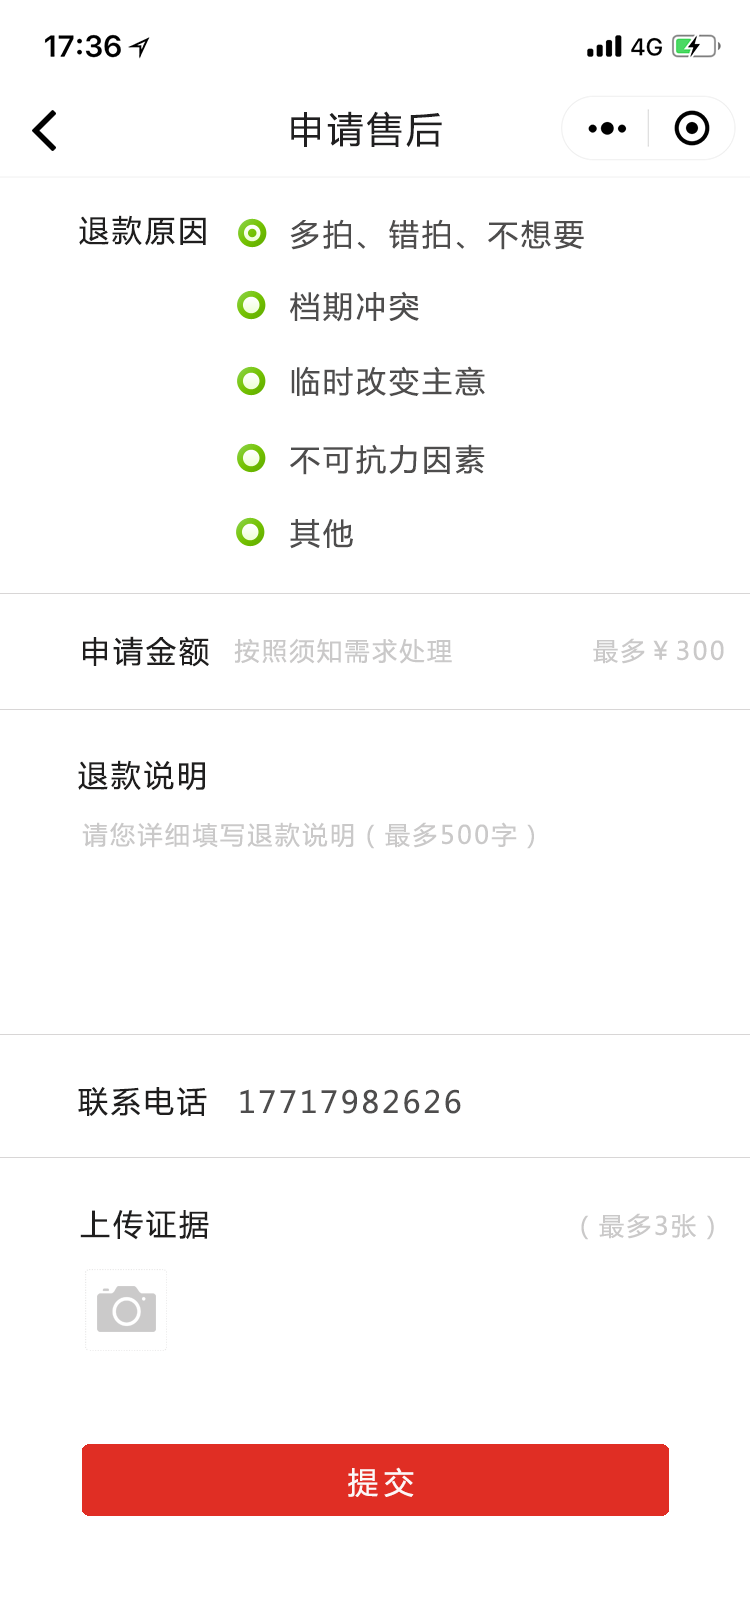 17:36 4G
申请售后
退款原因 多拍、错拍、不想要
档期冲突
临时改变主意
不可抗力因素
其他
申请金额 按照须知需求处理 最多¥300
退款说明
请您详细填写退款说明（最多500字）
联系电话 17717982626
上传证据 （最多3张）
提交